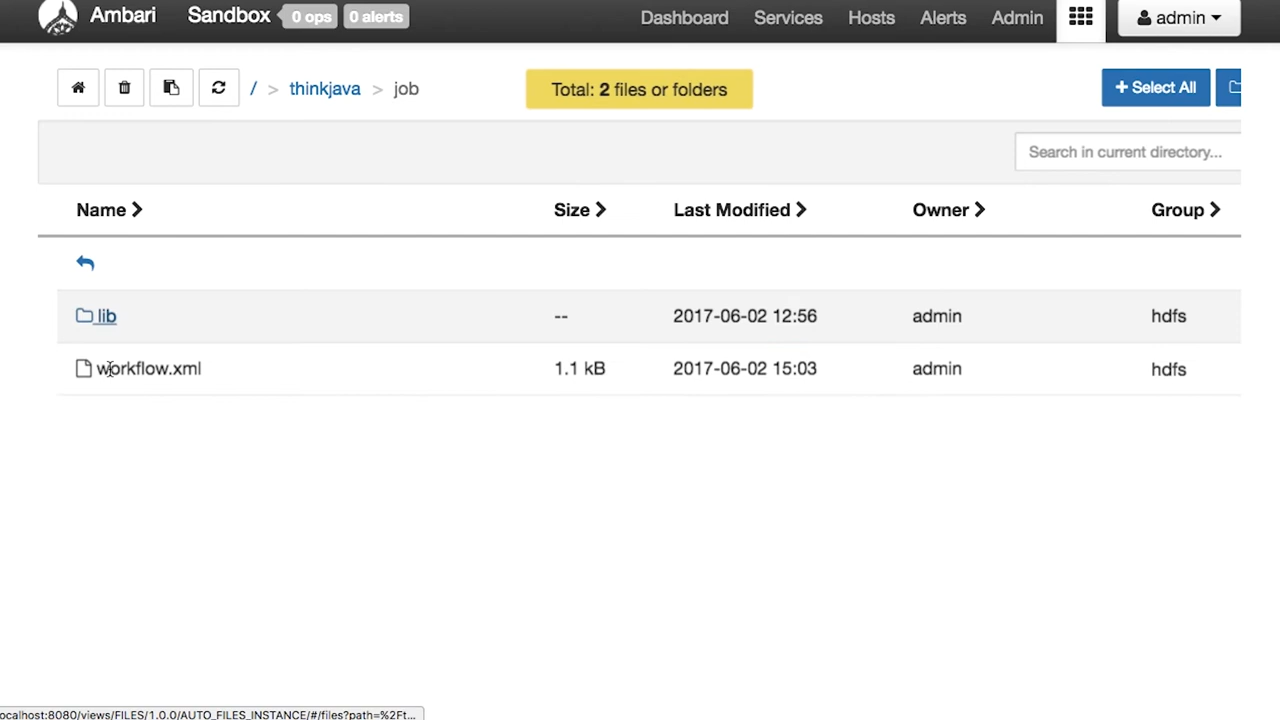 Ambari Sandbox 0 ops 0 alerts Dashboard Services Hosts Alerts Admin admin
/ > thinkjava > job Total: 2 files or folders + Select All
Search in current directory...
Name Size Last Modified Owner Group
lib -- 2017-06-02 12:56 admin hdfs
workflow.xml 1.1 kB 2017-06-02 15:03 admin hdfs
ocalhost:8080/views/FILES/1.0.0/AUTO_FILES_INSTANCE/#/files?path=%2Ft...